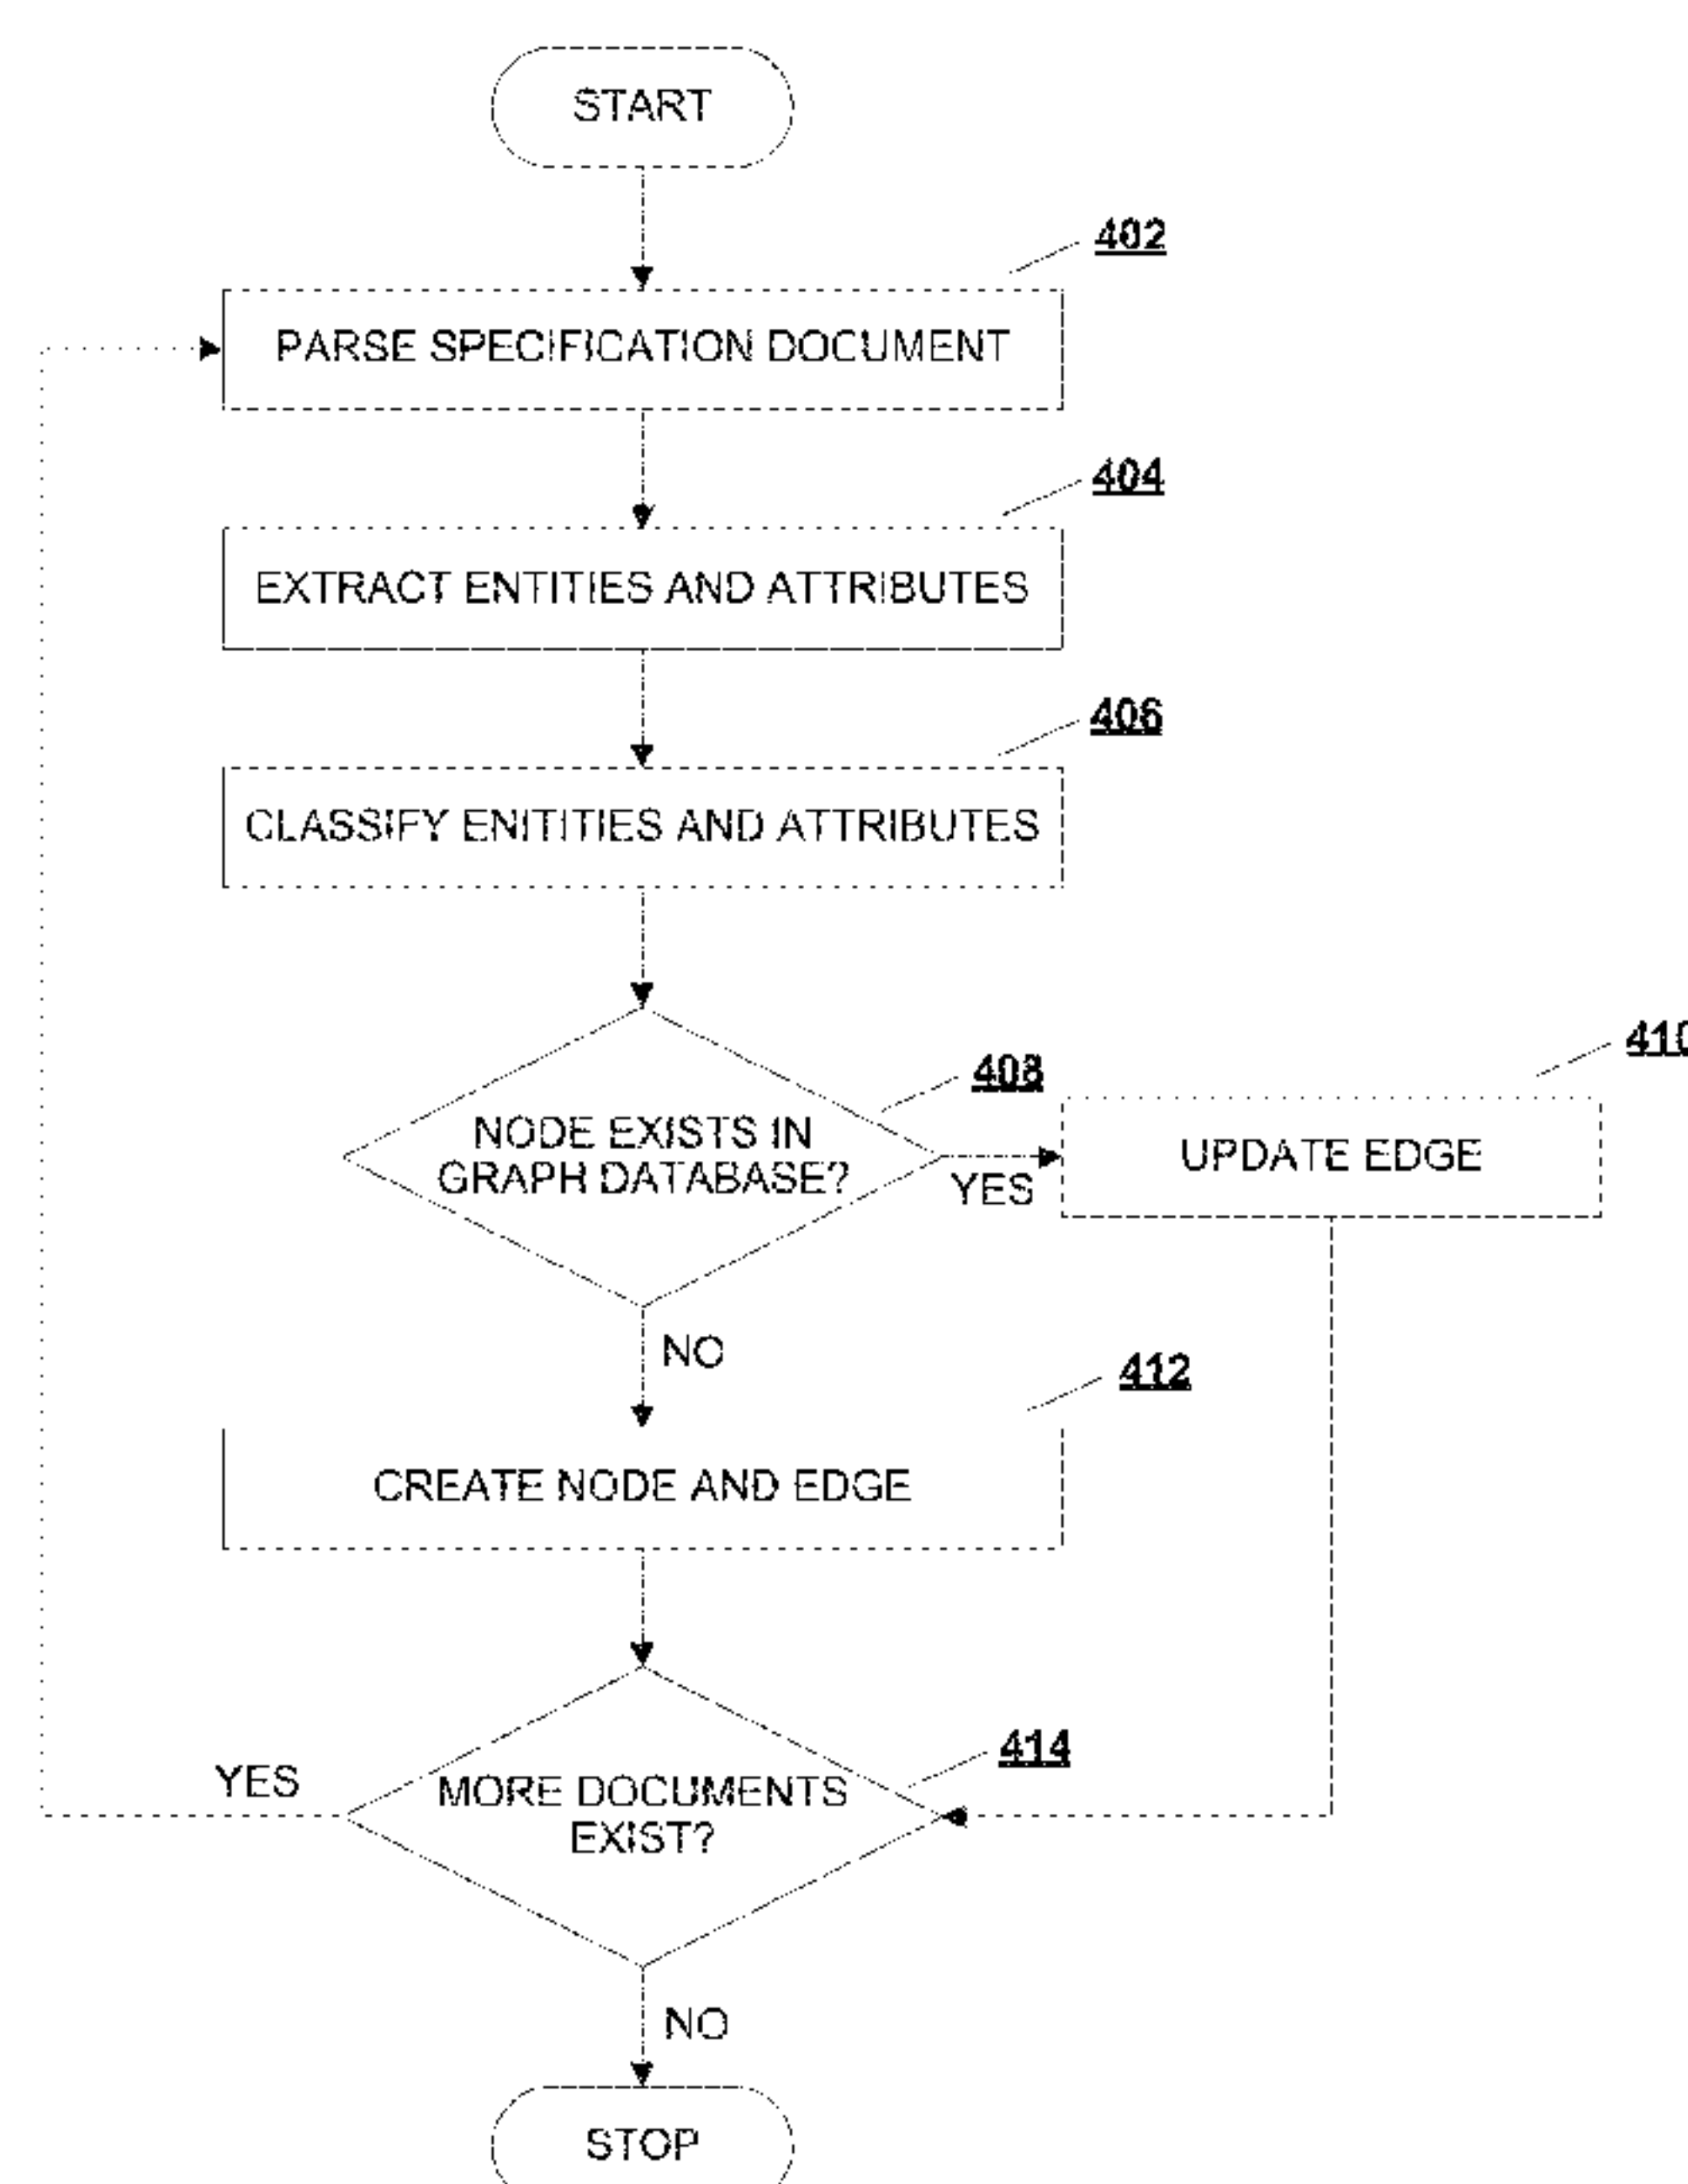 START
402
PARSE SPECIFICATION DOCUMENT
404
EXTRACT ENTITIES AND ATTRIBUTES
406
CLASSIFY ENITITIES AND ATTRIBUTES
408
NODE EXISTS IN
GRAPH DATABASE?
YES
410
UPDATE EDGE
NO
412
CREATE NODE AND EDGE
414
MORE DOCUMENTS
EXIST?
YES
NO
STOP